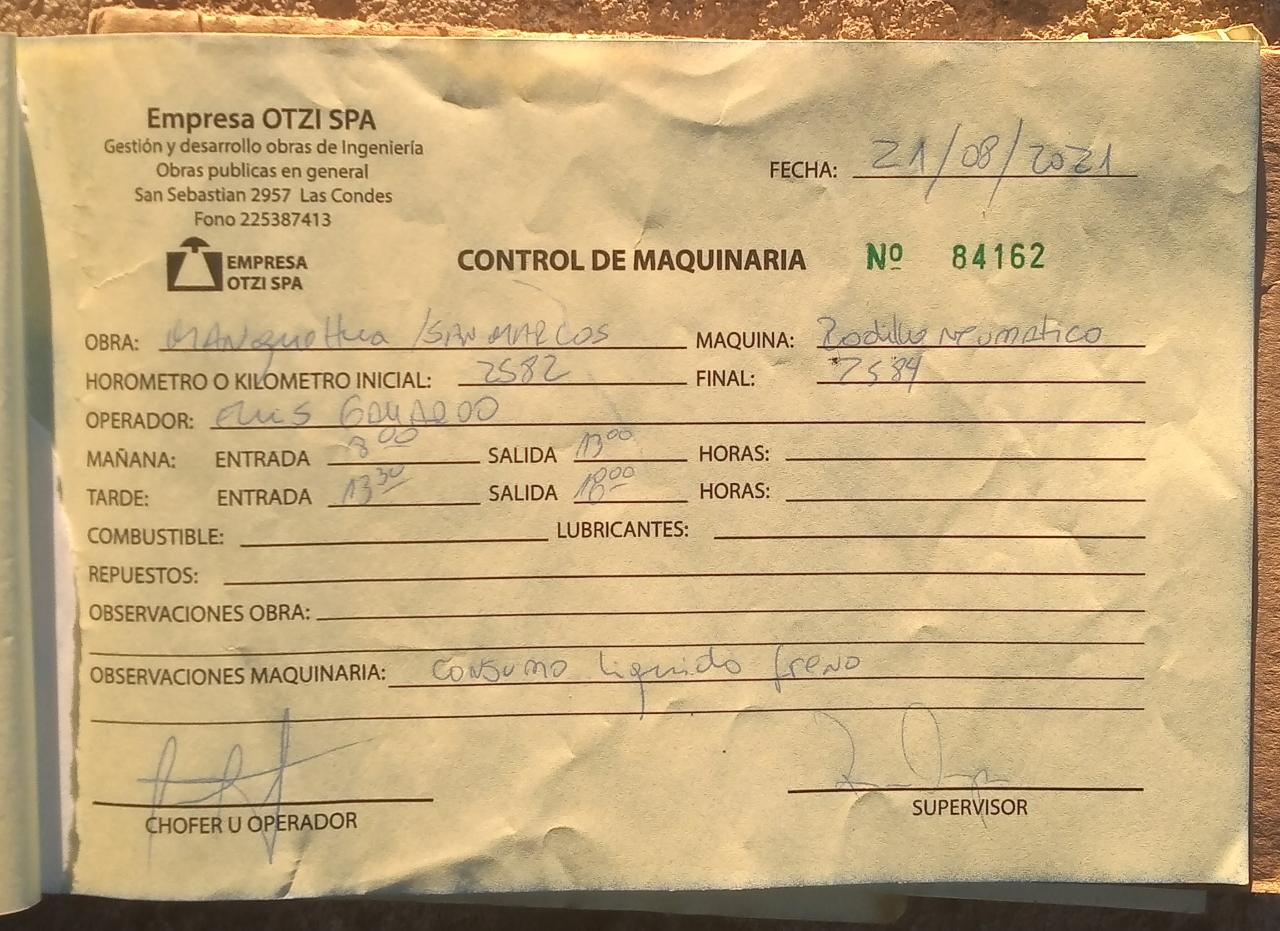 Empresa OTZI SPA
Gestión y desarrollo obras de Ingeniería
Obras publicas en general
San Sebastian 2957 Las Condes
Fono 225387413
FECHA: 21/08/2021
EMPRESA
OTZI SPA
CONTROL DE MAQUINARIA Nº 84162
OBRA: /SAN MARCOS MAQUINA: Rodillo Neumatico
HOROMETRO O KILOMETRO INICIAL: 2582 FINAL: 2584
OPERADOR:
MAÑANA: ENTRADA 8:00 SALIDA 13:00 HORAS:
TARDE: ENTRADA 13:30 SALIDA 18:00 HORAS:
COMBUSTIBLE: LUBRICANTES:
REPUESTOS:
OBSERVACIONES OBRA:
OBSERVACIONES MAQUINARIA: Consumo liquido freno
CHOFER U OPERADOR
SUPERVISOR